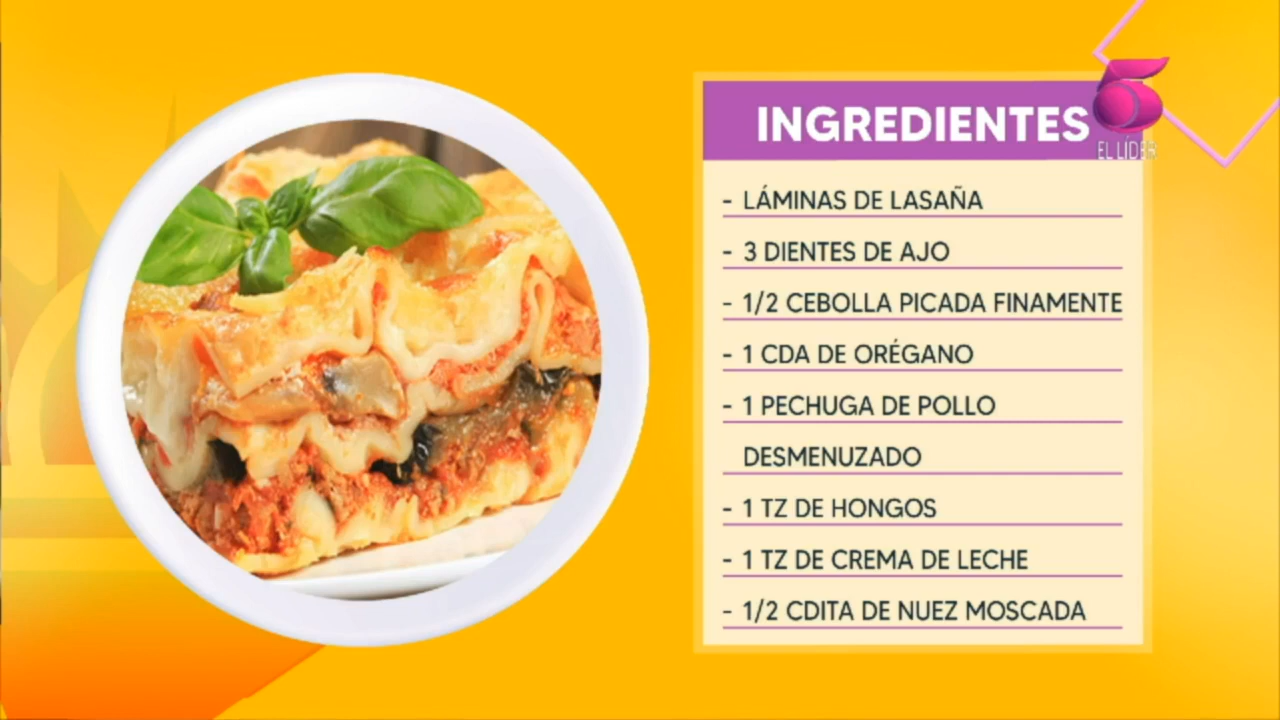 5
EL LÍDER
INGREDIENTES
- LÁMINAS DE LASAÑA
- 3 DIENTES DE AJO
- 1/2 CEBOLLA PICADA FINAMENTE
- 1 CDA DE ORÉGANO
- 1 PECHUGA DE POLLO
DESMENUZADO
- 1 TZ DE HONGOS
- 1 TZ DE CREMA DE LECHE
- 1/2 CDITA DE NUEZ MOSCADA